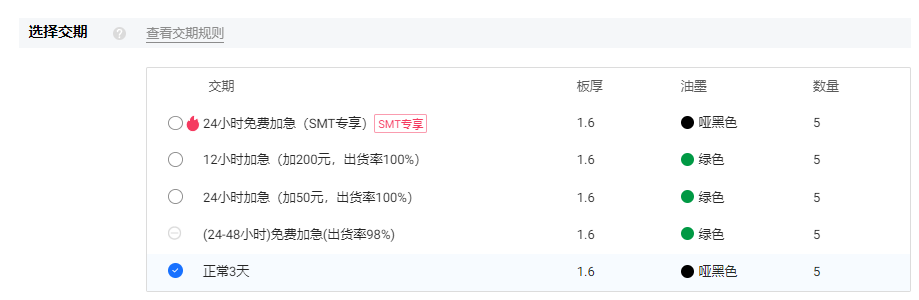 选择交期 ? 查看交期规则
交期 板厚 油墨 数量
24小时免费加急（SMT专享） SMT专享 1.6 哑黑色 5
12小时加急（加200元，出货率100%） 1.6 绿色 5
24小时加急（加50元，出货率100%） 1.6 绿色 5
(24-48小时)免费加急(出货率98%) 1.6 绿色 5
正常3天 1.6 哑黑色 5